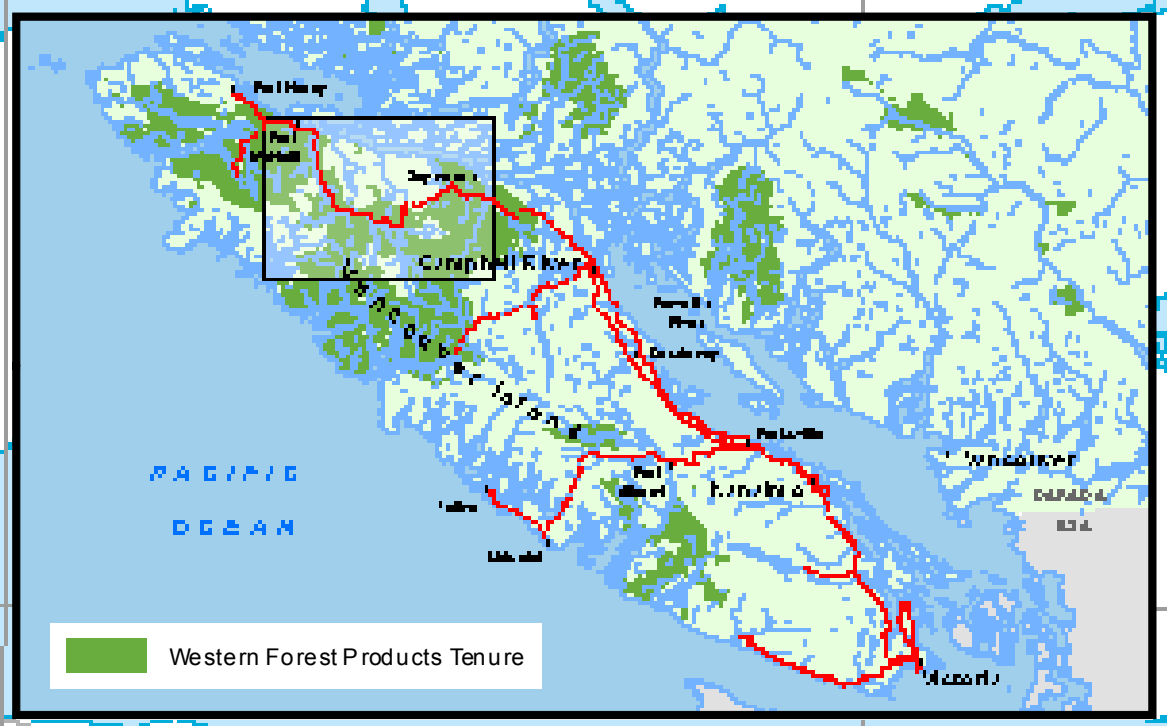 Port Hardy
Port
Sayward
Campbell River
Vancouver
Powell
River
Courtenay
Island
Parksville
Vancouver
Port
Alberni
Nanaimo
CANADA
USA
PACIFIC
OCEAN
Tofino
Ucluelet
Victoria
Western Forest Products Tenure